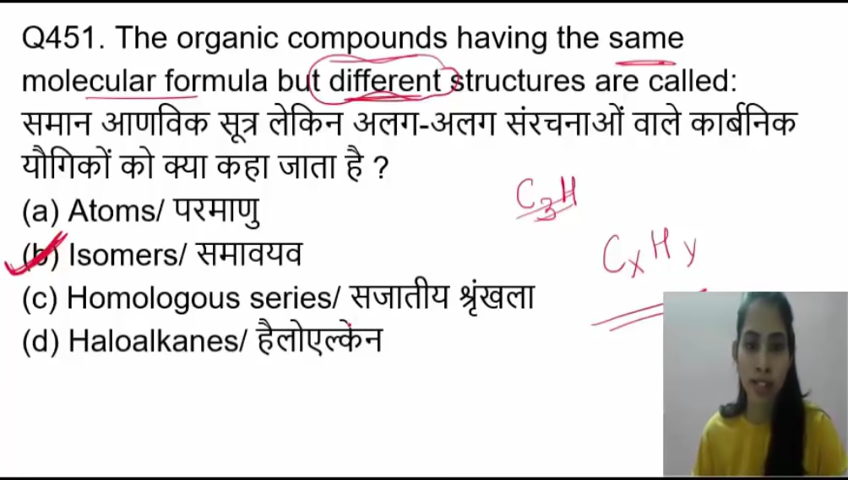 Q451. The organic compounds having the same
molecular formula but different structures are called:
समान आणविक सूत्र लेकिन अलग-अलग संरचनाओं वाले कार्बनिक
यौगिकों को क्या कहा जाता है ?
(a) Atoms/ परमाणु
C3H
(b) Isomers/ समावयव
CxHy
(c) Homologous series/ सजातीय श्रृंखला
(d) Haloalkanes/ हैलोएल्केन